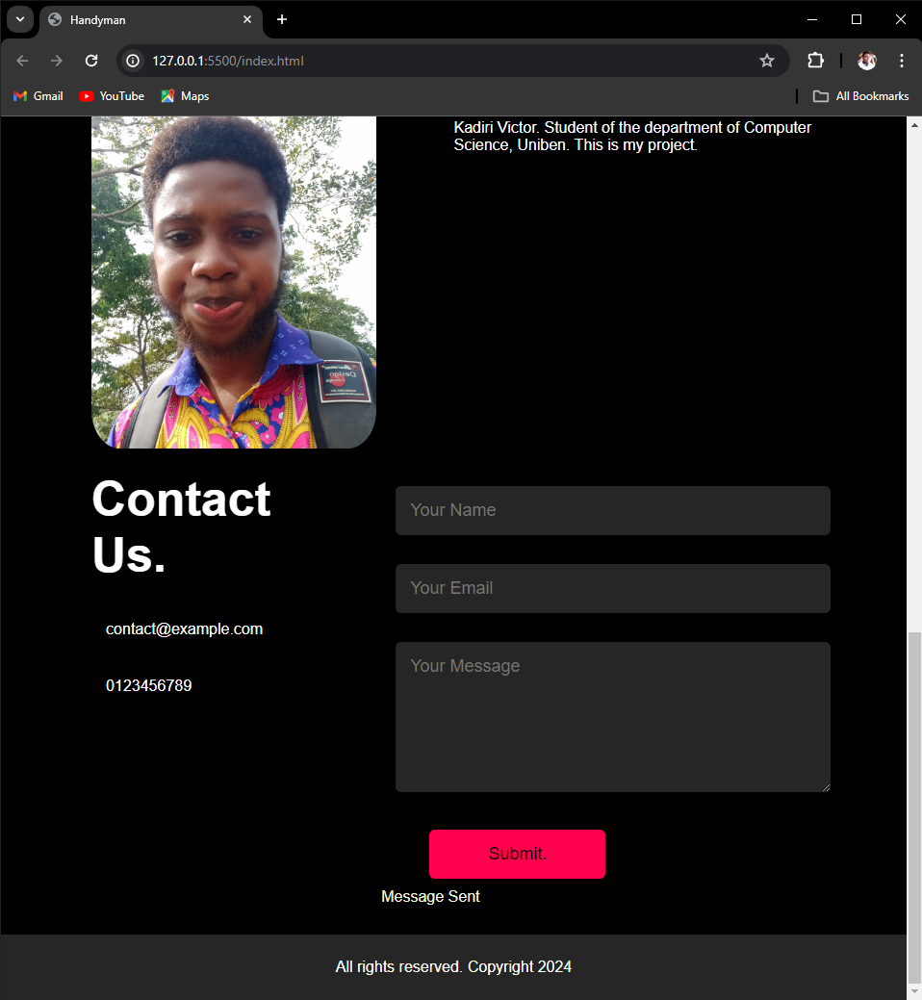 Handyman
127.0.0.1:5500/index.html
Gmail YouTube Maps All Bookmarks
Kadiri Victor. Student of the department of Computer
Science, Uniben. This is my project.
Contact
Us.
contact@example.com
0123456789
Your Name
Your Email
Your Message
Submit.
Message Sent
All rights reserved. Copyright 2024